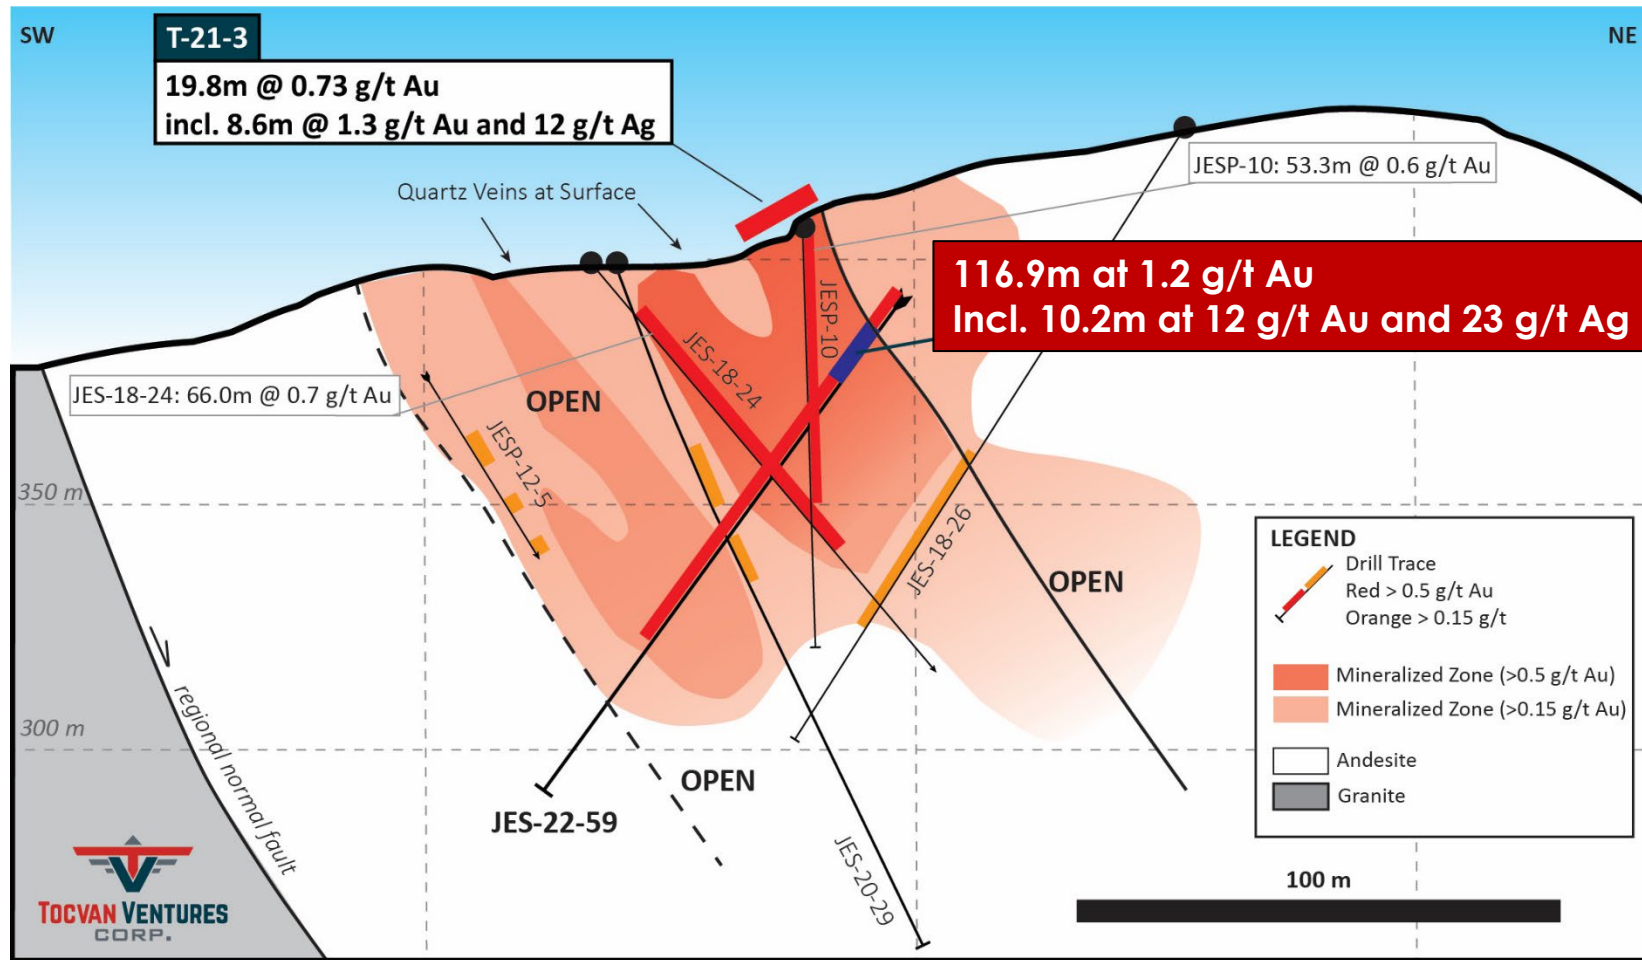 SW
NE
T-21-3
19.8m @ 0.73 g/t Au
incl. 8.6m @ 1.3 g/t Au and 12 g/t Ag
Quartz Veins at Surface
JESP-10: 53.3m @ 0.6 g/t Au
116.9m at 1.2 g/t Au
Incl. 10.2m at 12 g/t Au and 23 g/t Ag
JES-18-24: 66.0m @ 0.7 g/t Au
OPEN
JESP-12-5
JES-18-24
JESP-10
JES-18-26
350 m
OPEN
300 m
OPEN
regional normal fault
JES-22-59
JES-20-29
LEGEND
Drill Trace
Red > 0.5 g/t Au
Orange > 0.15 g/t
Mineralized Zone (>0.5 g/t Au)
Mineralized Zone (>0.15 g/t Au)
Andesite
Granite
100 m
TOCVAN VENTURES
CORP.